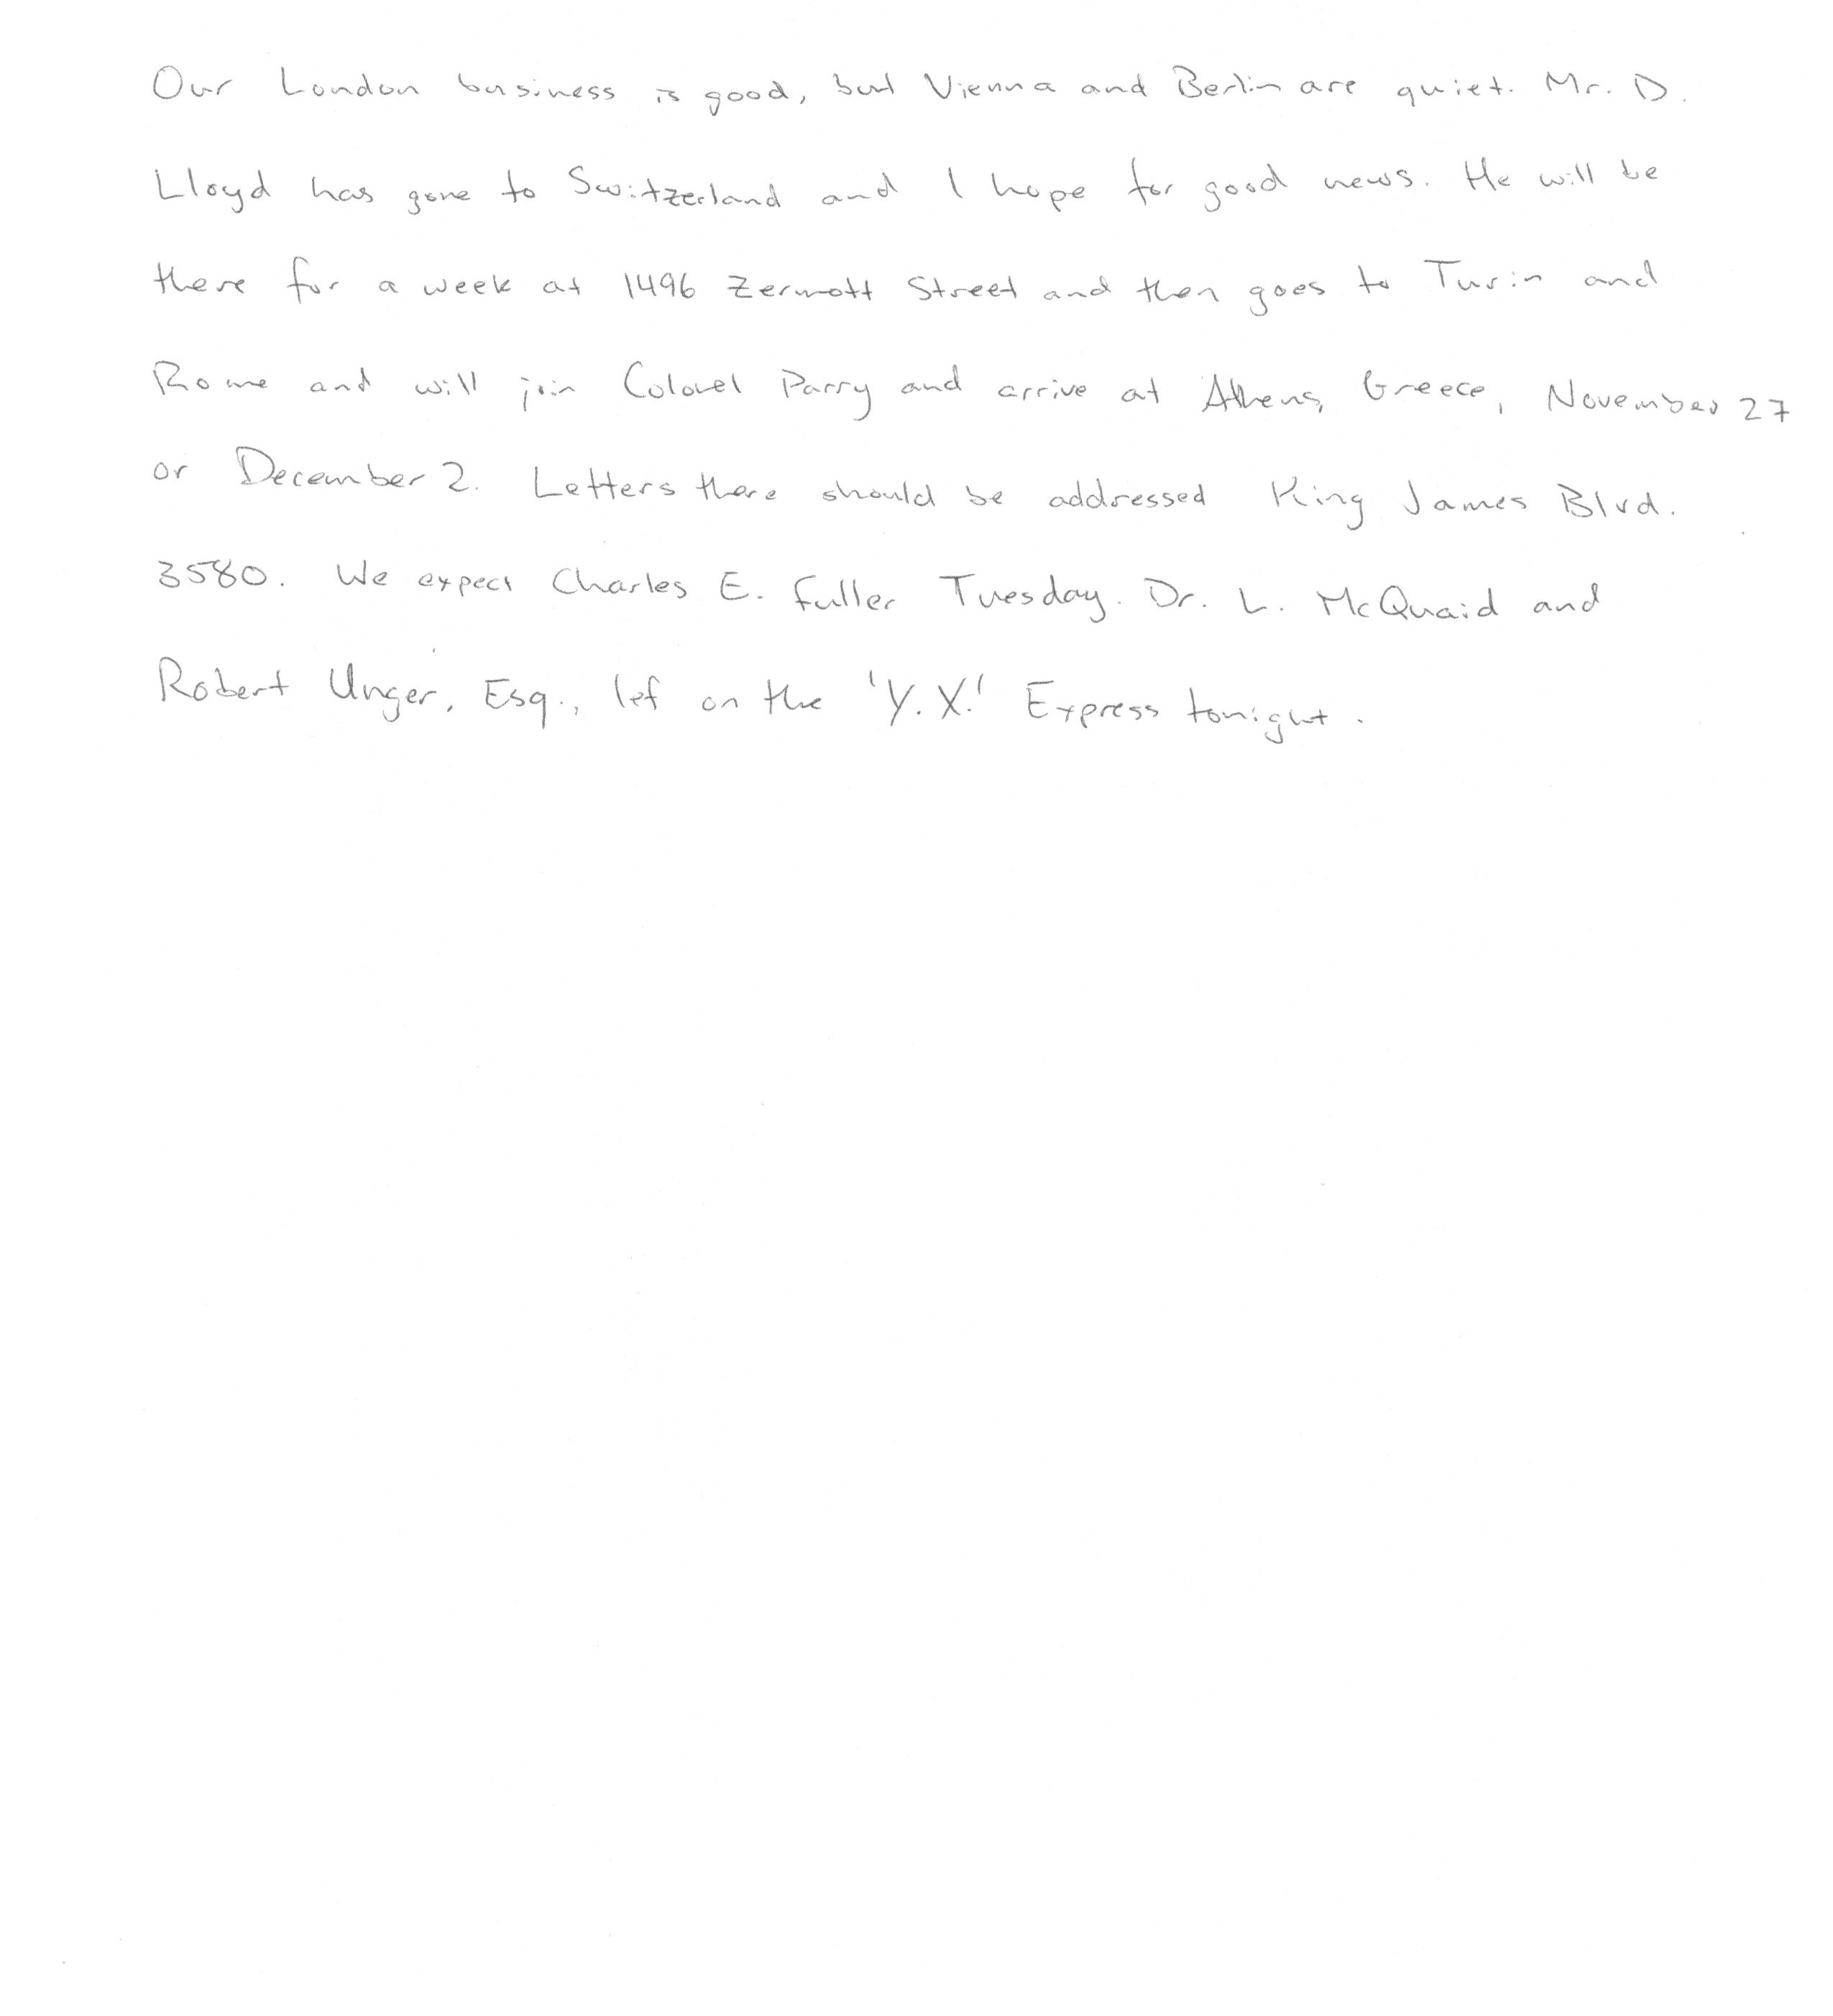 Our London business is good, but Vienna and Berlin are quiet. Mr. D.
Lloyd has gone to Switzerland and I hope for good news. He will be
there for a week at 1496 Zermott Street and then goes to Turin and
Rome and will join Colonel Parry and arrive at Athens, Greece, November 27
or December 2. Letters there should be addressed King James Blvd.
3580. We expect Charles E. Fuller Tuesday. Dr. L. McQuaid and
Robert Unger, Esq., lef on the 'Y.X.' Express tonight.